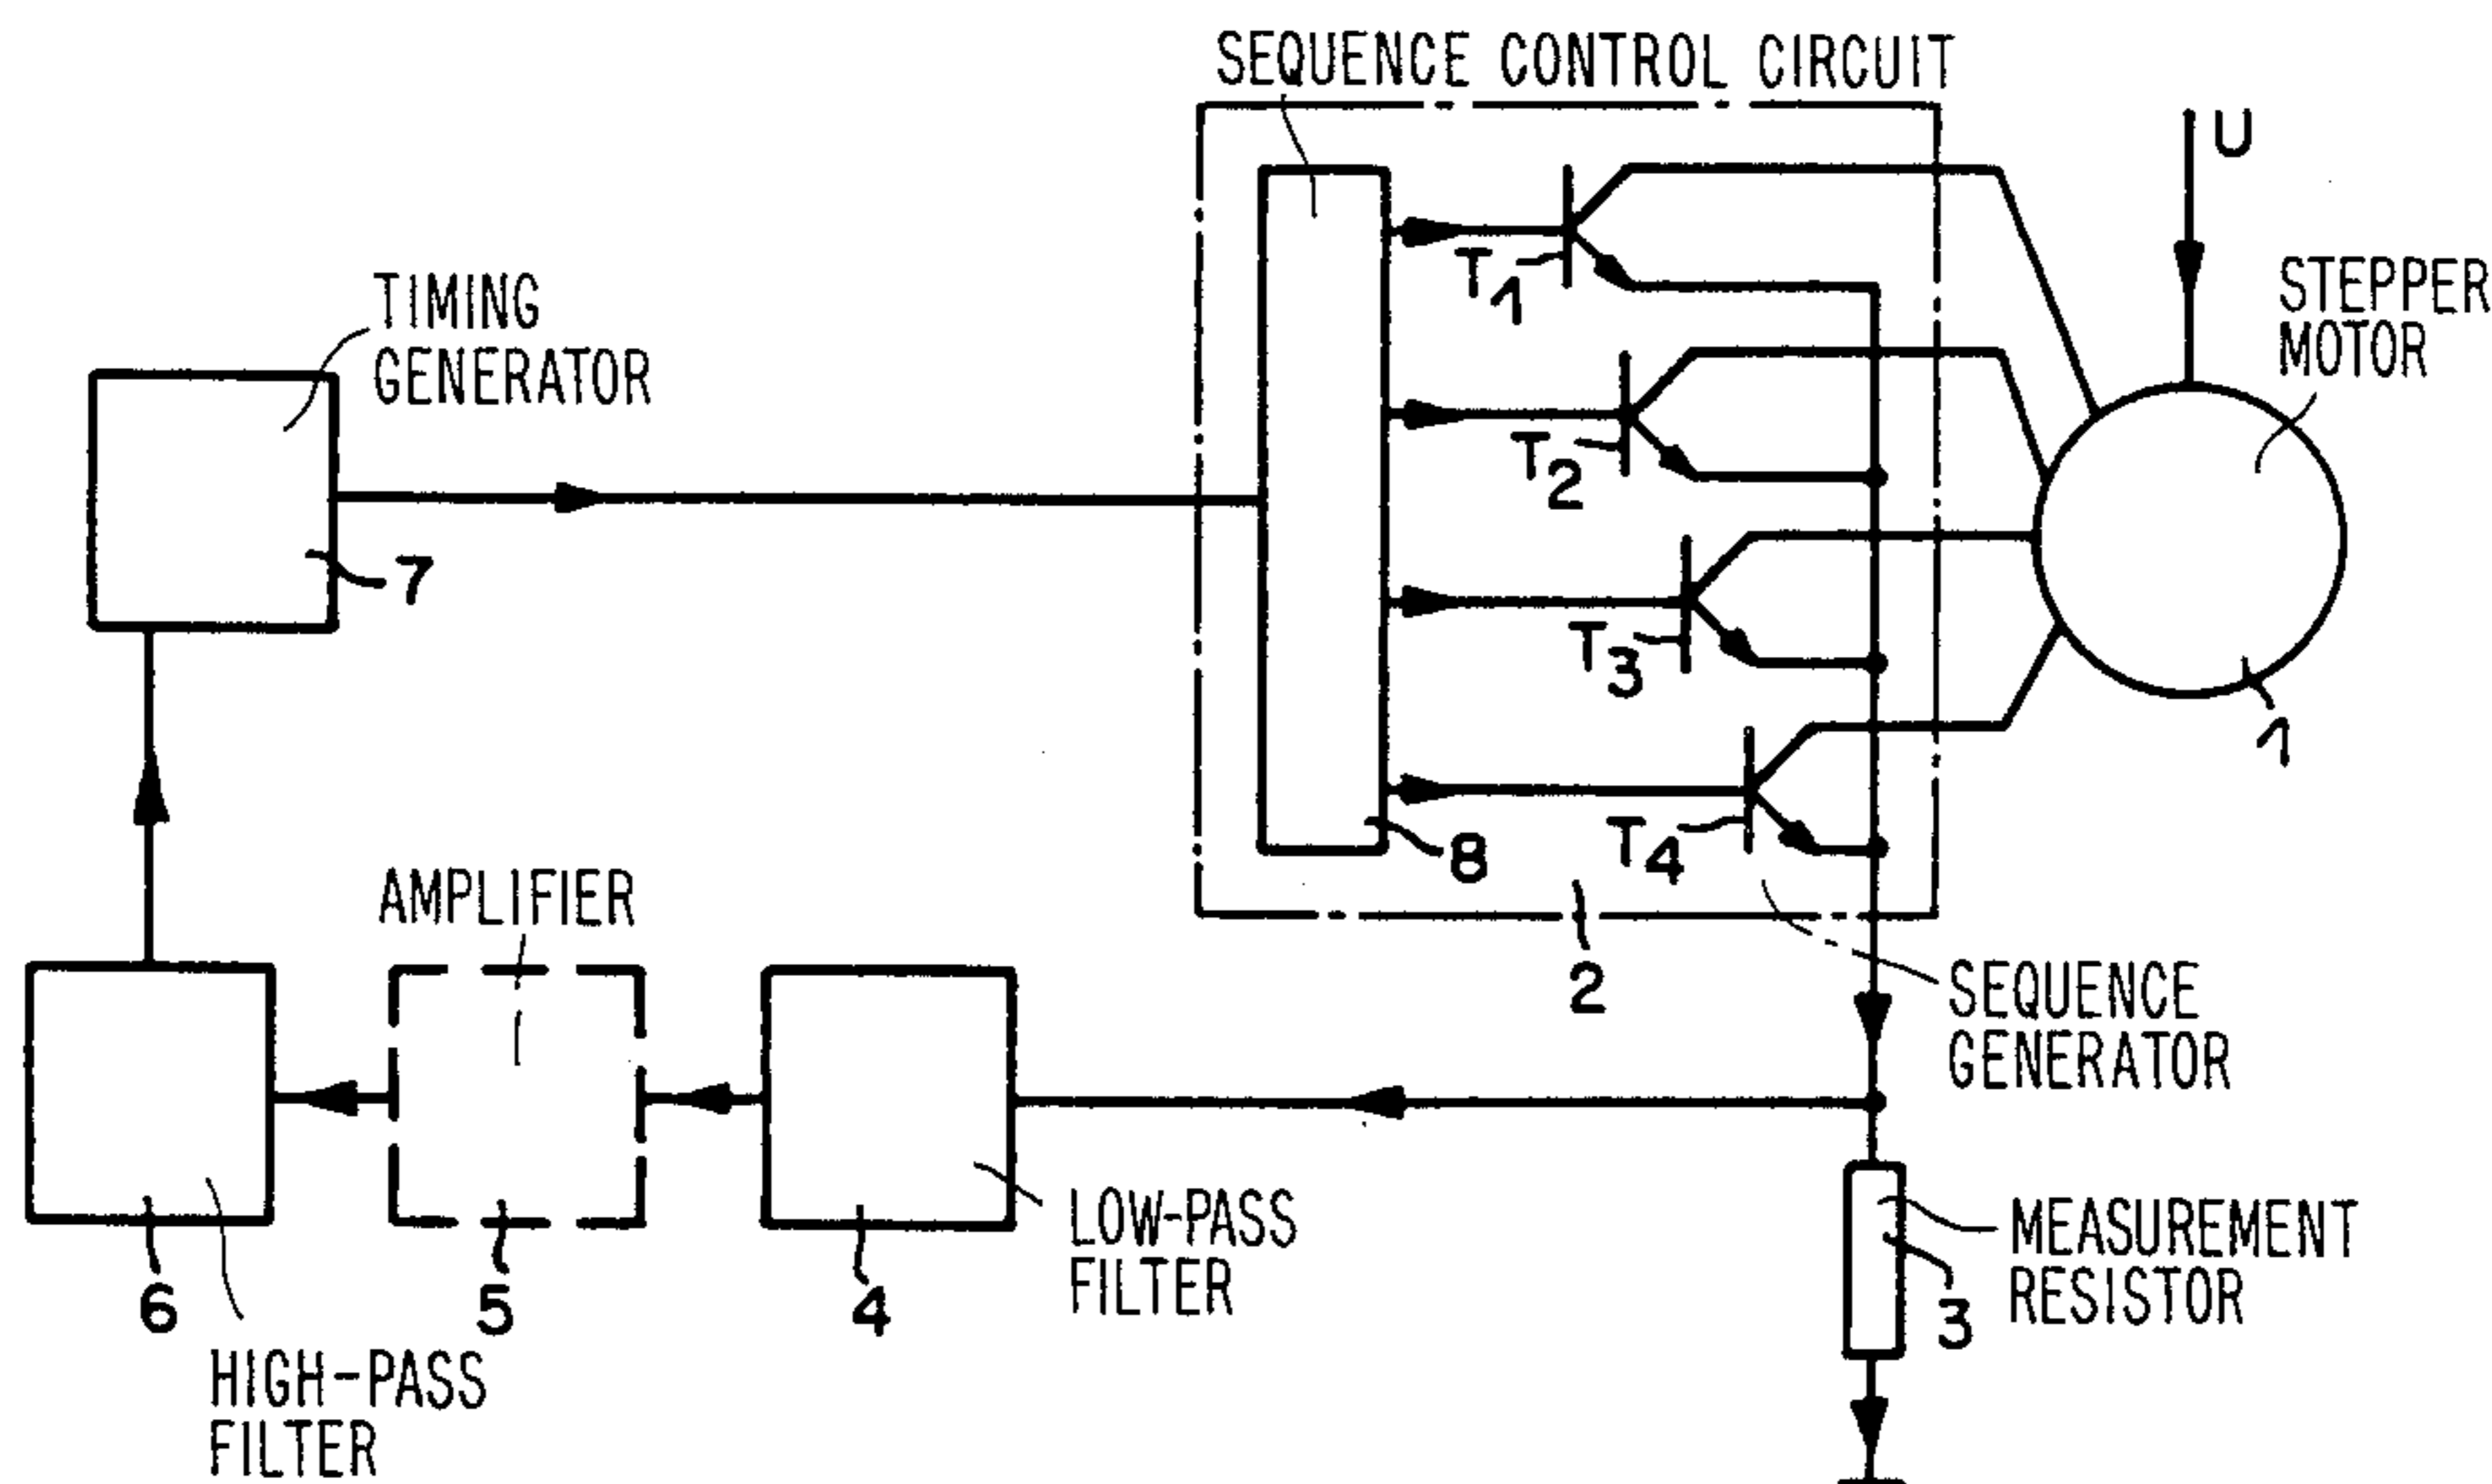 SEQUENCE CONTROL CIRCUIT
U
STEPPER
MOTOR
TIMING
GENERATOR
T1
T2
T3
T4
7
8
1
2
AMPLIFIER
SEQUENCE
GENERATOR
LOW-PASS
FILTER
MEASUREMENT
RESISTOR
3
4
5
6
HIGH-PASS
FILTER